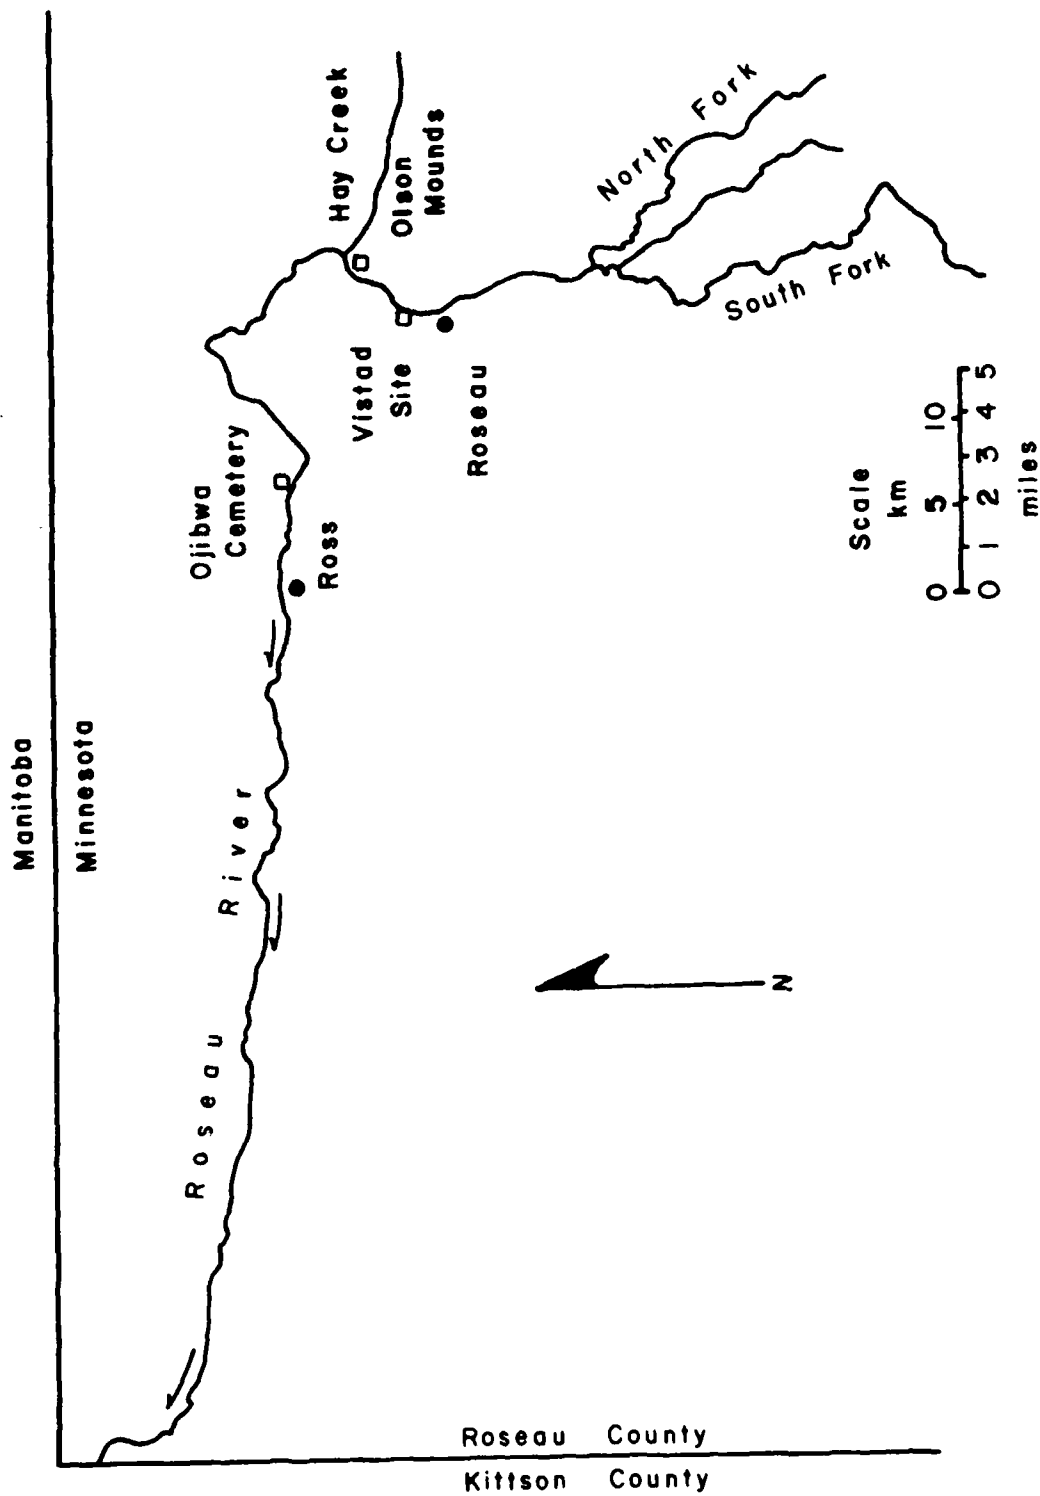 Manitoba
Minnesota
Roseau River
Ojibwa
Cemetery
Ross
Vistad
Site
Roseau
Hay Creek
Olson
Mounds
North Fork
South Fork
Roseau County
Kittson County
N
Scale
km
0 5 10
0 1 2 3 4 5
miles